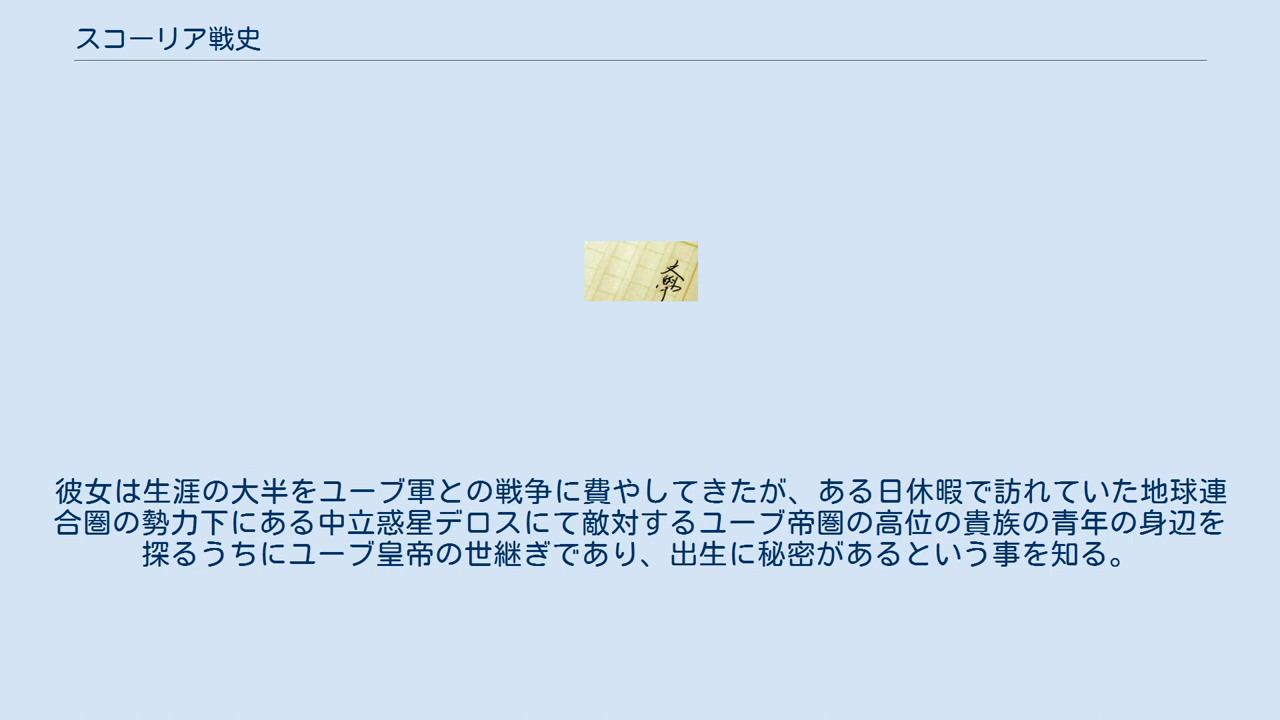 スコーリア戦史
彼女は生涯の大半をユーブ軍との戦争に費やしてきたが、ある日休暇で訪れていた地球連
合圏の勢力下にある中立惑星デロスにて敵対するユーブ帝圏の高位の貴族の青年の身辺を
探るうちにユーブ皇帝の世継ぎであり、出生に秘密があるという事を知る。